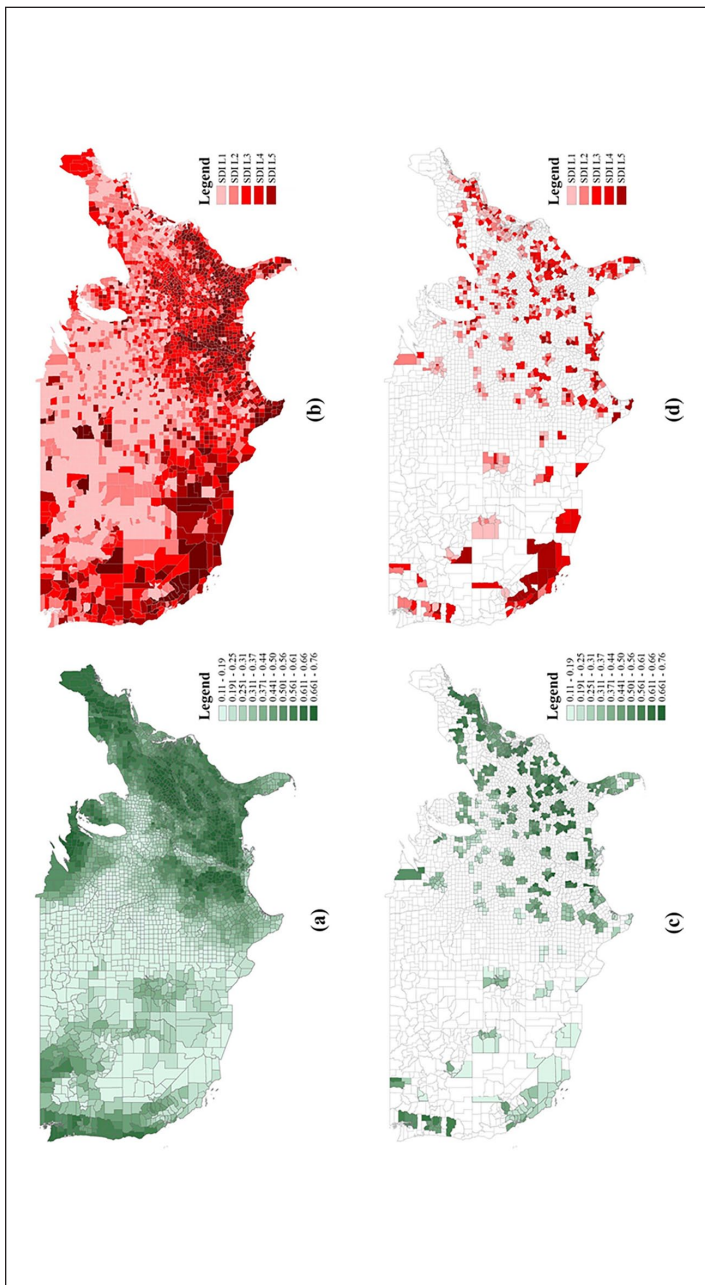 Legend
0.11 - 0.19
0.191 - 0.25
0.251 - 0.31
0.311 - 0.37
0.371 - 0.44
0.441 - 0.50
0.501 - 0.56
0.561 - 0.61
0.611 - 0.66
0.661 - 0.76
(a)
Legend
SDI L1
SDI L2
SDI L3
SDI L4
SDI L5
(b)
Legend
0.11 - 0.19
0.191 - 0.25
0.251 - 0.31
0.311 - 0.37
0.371 - 0.44
0.441 - 0.50
0.501 - 0.56
0.561 - 0.61
0.611 - 0.66
0.661 - 0.76
(c)
Legend
SDI L1
SDI L2
SDI L3
SDI L4
SDI L5
(d)